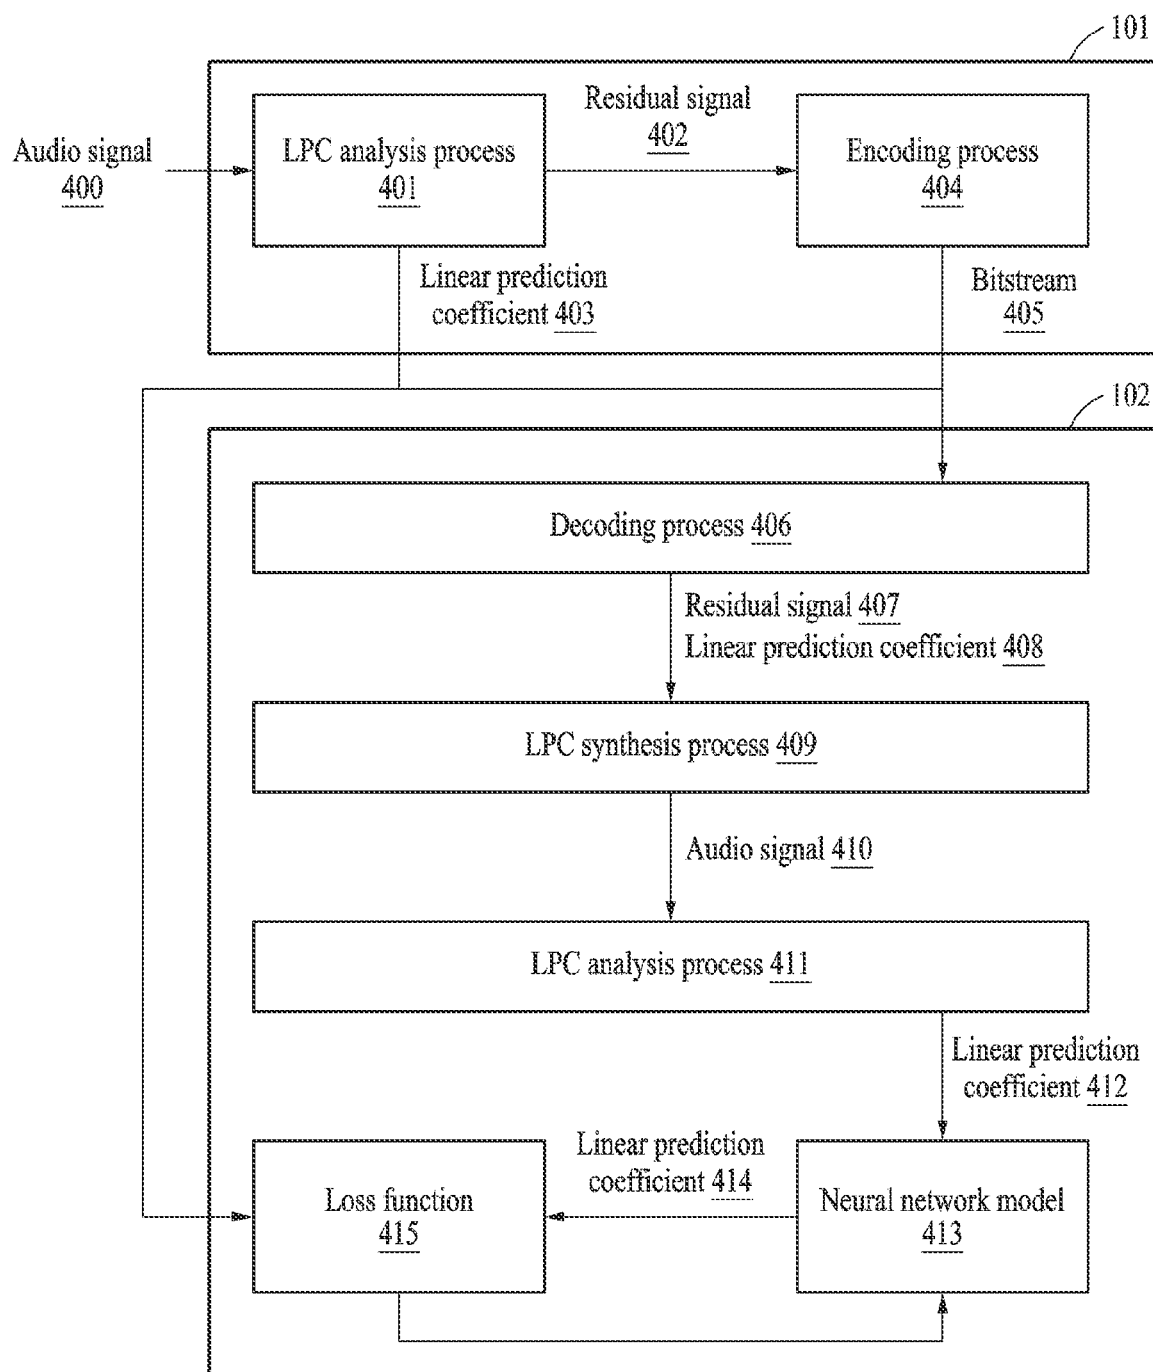 101
Residual signal
402
Audio signal
400
LPC analysis process
401
Encoding process
404
Linear prediction
coefficient 403
Bitstream
405
102
Decoding process 406
Residual signal 407
Linear prediction coefficient 408
LPC synthesis process 409
Audio signal 410
LPC analysis process 411
Linear prediction
coefficient 412
Linear prediction
coefficient 414
Loss function
415
Neural network model
413